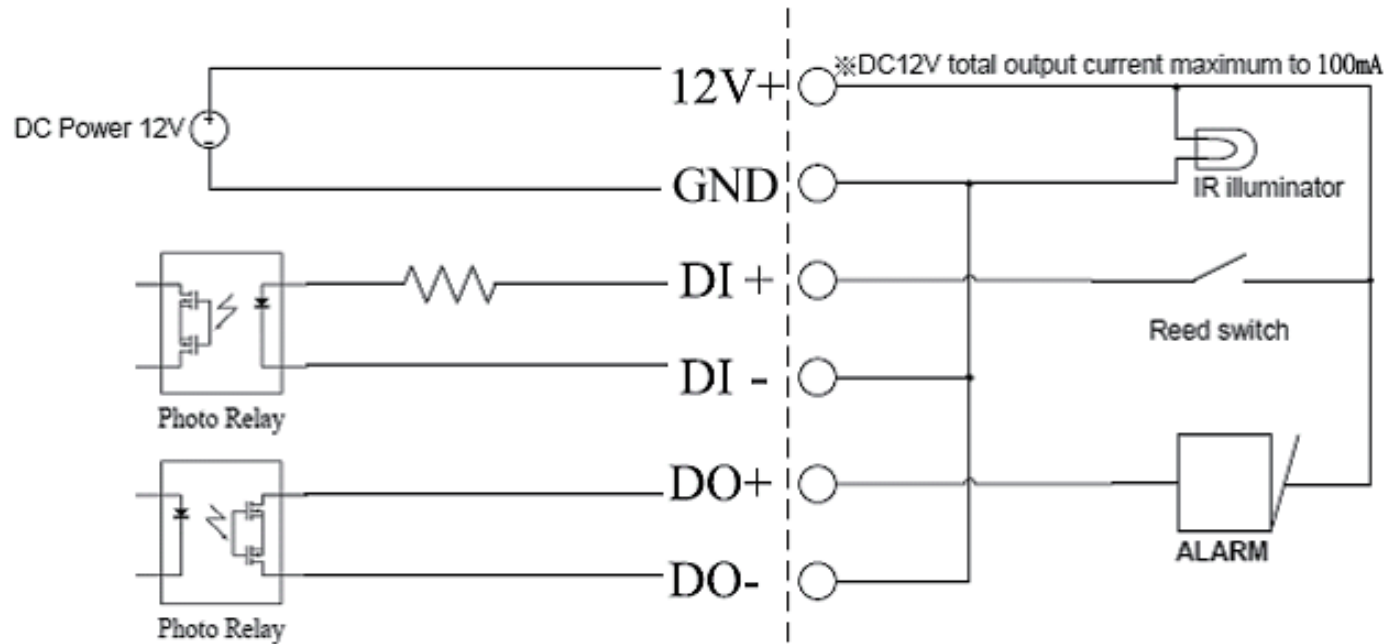 12V+
※DC12V total output current maximum to 100mA
DC Power 12V
+
-
GND
IR illuminator
DI +
Reed switch
DI -
Photo Relay
DO+
ALARM
DO-
Photo Relay